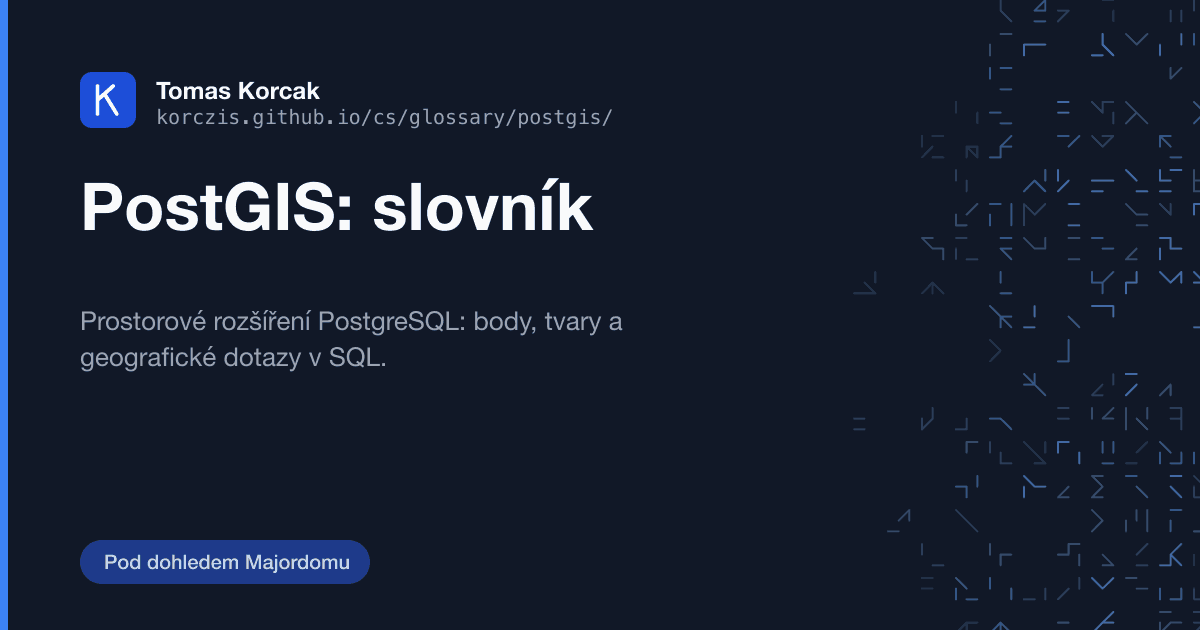 Tomas Korcak
korczis.github.io/cs/glossary/postgis/
PostGIS: slovník
Prostorové rozšíření PostgreSQL: body, tvary a
geografické dotazy v SQL.
Pod dohledem Majordomu